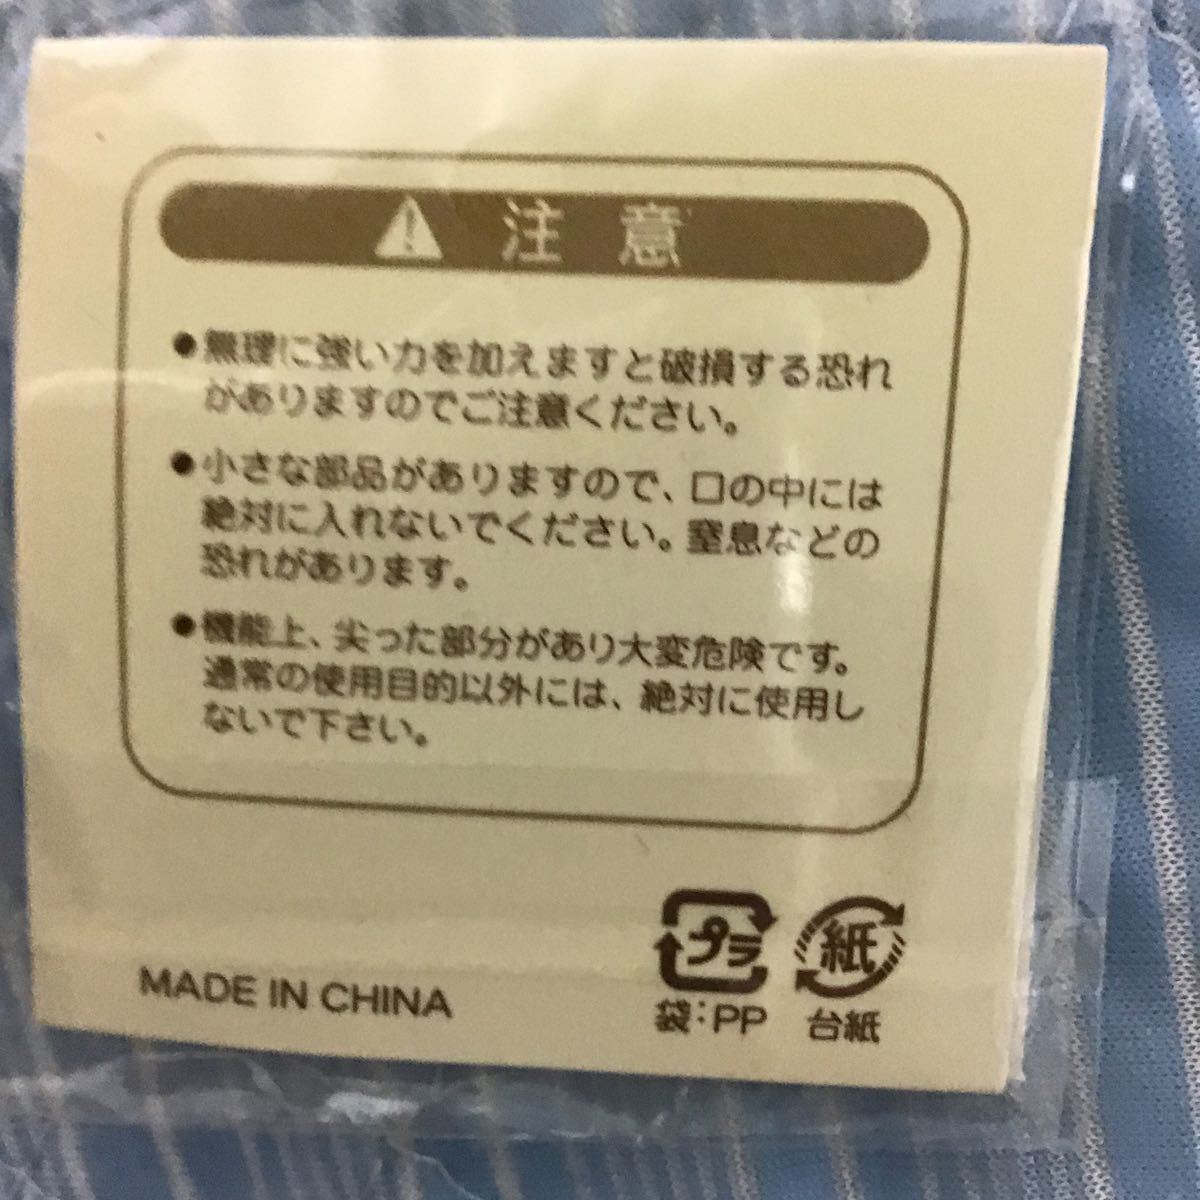 注意
●無理に強い力を加えますと破損する恐れ
がありますのでご注意ください。
●小さな部品がありますので、口の中には
絶対に入れないでください。窒息などの
恐れがあります。
●機能上、尖った部分があり大変危険です。
通常の使用目的以外には、絶対に使用し
ないで下さい。
プラ 紙
袋:PP 台紙
MADE IN CHINA